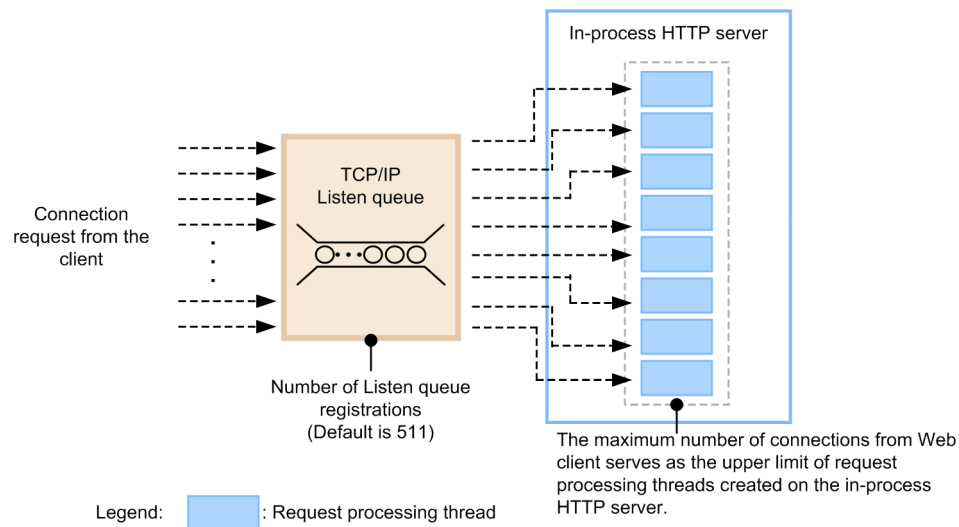 In-process HTTP server
TCP/IP
Listen queue
Connection
request from the
client
Number of Listen queue
registrations
(Default is 511)
The maximum number of connections from Web
client serves as the upper limit of request
processing threads created on the in-process
HTTP server.
Legend: : Request processing thread